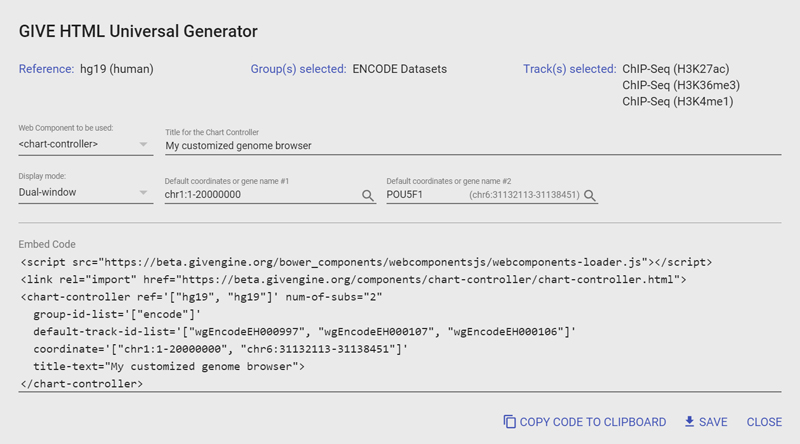 GIVE HTML Universal Generator
Reference: hg19 (human) Group(s) selected: ENCODE Datasets Track(s) selected: ChIP-Seq (H3K27ac)
ChIP-Seq (H3K36me3)
ChIP-Seq (H3K4me1)
Web Component to be used: Title for the Chart Controller
<chart-controller> My customized genome browser
Display mode: Default coordinates or gene name #1 Default coordinates or gene name #2
Dual-window chr1:1-20000000 POU5F1 (chr6:31132113-31138451)
Embed Code
<script src="https://beta.givengine.org/bower_components/webcomponentsjs/webcomponents-loader.js"></script>
<link rel="import" href="https://beta.givengine.org/components/chart-controller/chart-controller.html">
<chart-controller ref='["hg19", "hg19"]' num-of-subs="2"
group-id-list='["encode"]'
default-track-id-list='["wgEncodeEH000997", "wgEncodeEH000107", "wgEncodeEH000106"]'
coordinate='["chr1:1-20000000", "chr6:31132113-31138451"]'
title-text="My customized genome browser">
</chart-controller>
COPY CODE TO CLIPBOARD SAVE CLOSE